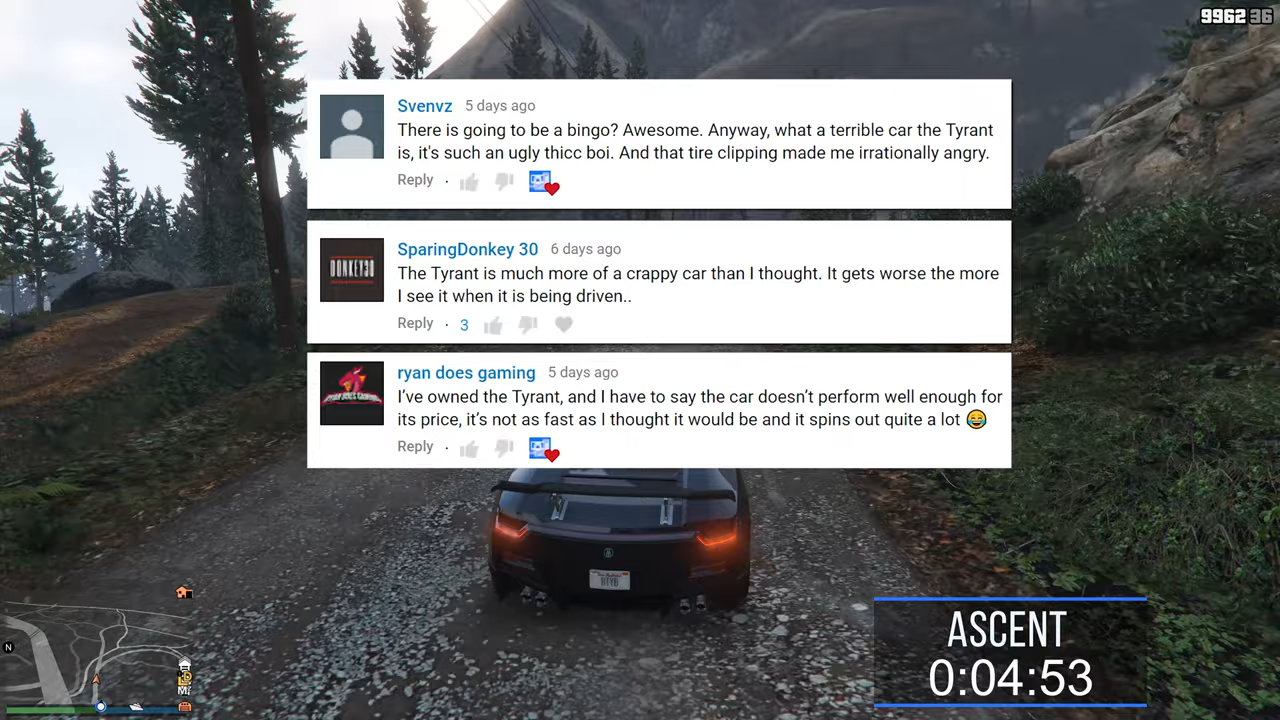 9962 36
Svenvz 5 days ago
There is going to be a bingo? Awesome. Anyway, what a terrible car the Tyrant
is, it's such an ugly thicc boi. And that tire clipping made me irrationally angry.
Reply ·
DONKEY30
SparingDonkey 30 6 days ago
The Tyrant is much more of a crappy car than I thought. It gets worse the more
I see it when it is being driven..
Reply · 3
ryan does gaming 5 days ago
I’ve owned the Tyrant, and I have to say the car doesn’t perform well enough for
its price, it’s not as fast as I thought it would be and it spins out quite a lot 😂
Reply ·
N
ASCENT
0:04:53